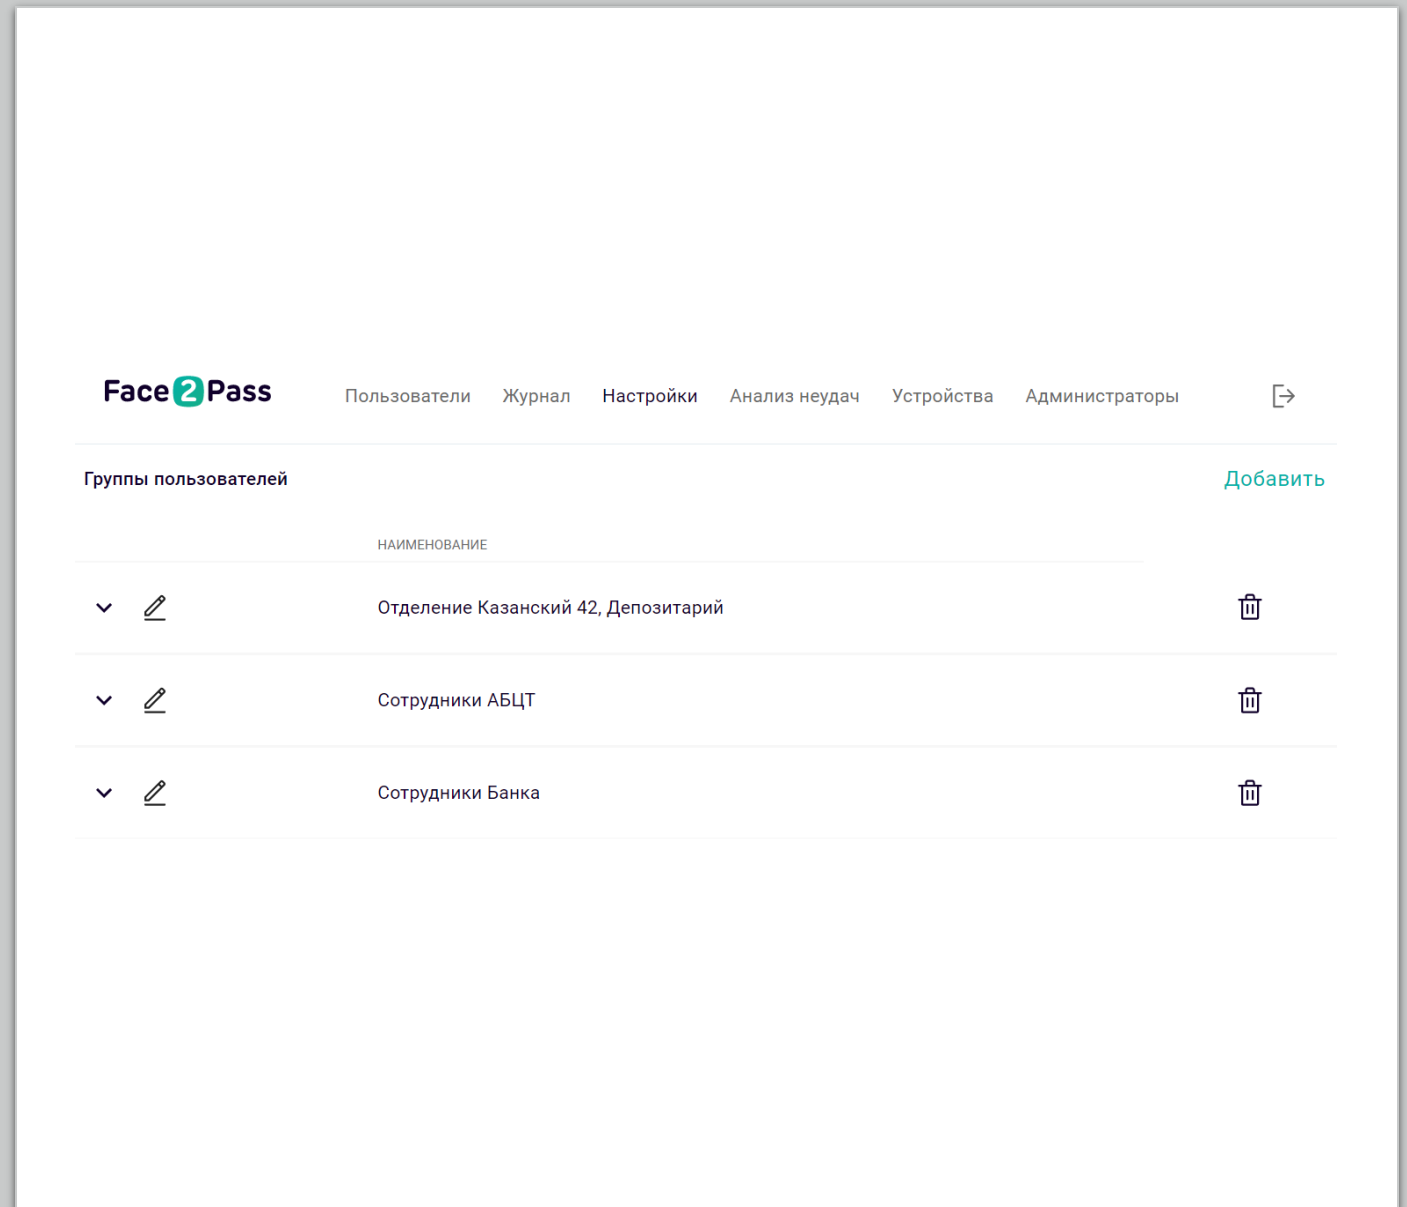 Face2Pass
Пользователи Журнал Настройки Анализ неудач Устройства Администраторы
Группы пользователей Добавить
НАИМЕНОВАНИЕ
Отделение Казанский 42, Депозитарий
Сотрудники АБЦТ
Сотрудники Банка